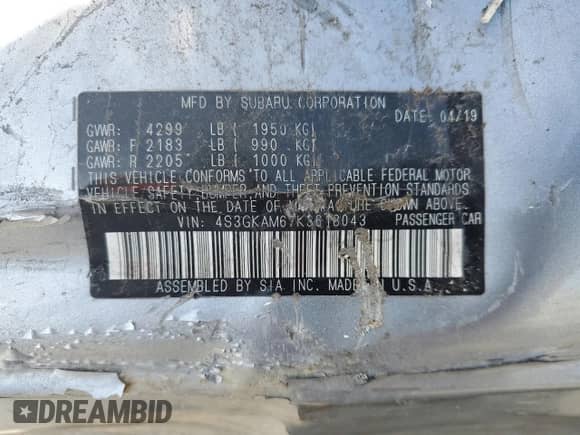 MFD BY SUBARU CORPORATION
DATE: 04/19
GVWR: 4299 LB ( 1950 KG)
GAWR: F 2183 LB ( 990 KG)
GAWR: R 2205 LB ( 1000 KG)
THIS VEHICLE CONFORMS TO ALL APPLICABLE FEDERAL MOTOR
VEHICLE SAFETY, BUMPER AND THEFT PREVENTION STANDARDS
IN EFFECT ON THE DATE OF MANUFACTURE SHOWN ABOVE.
VIN: PASSENGER CAR
ASSEMBLED BY SIA, INC. MADE IN U.S.A.
DREAMBID